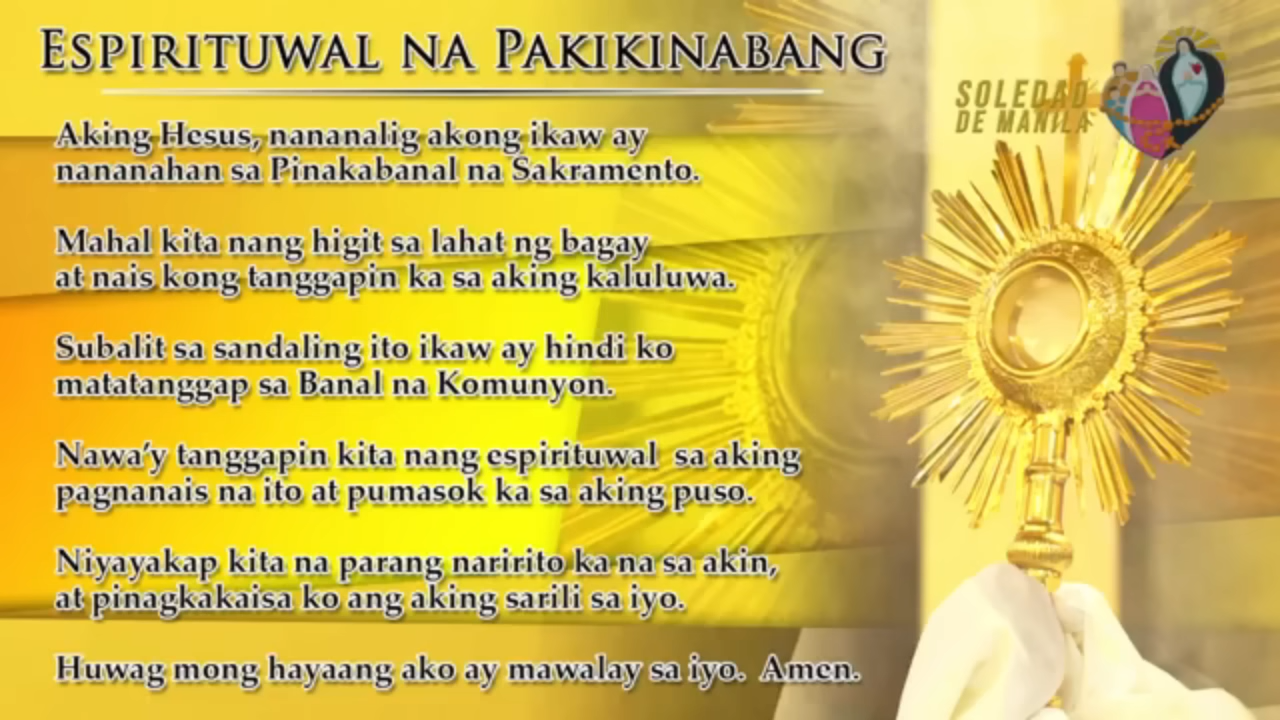 ESPIRITUWAL NA PAKIKINABANG
SOLEDAD
DE MANILA
Aking Hesus, nananalig akong ikaw ay
nananahan sa Pinakabanal na Sakramento.
Mahal kita nang higit sa lahat ng bagay
at nais kong tanggapin ka sa aking kaluluwa.
Subalit sa sandaling ito ikaw ay hindi ko
matatanggap sa Banal na Komunyon.
Nawa’y tanggapin kita nang espirituwal sa aking
pagnanais na ito at pumasok ka sa aking puso.
Niyayakap kita na parang naririto ka na sa akin,
at pinagkakaisa ko ang aking sarili sa iyo.
Huwag mong hayaang ako ay mawalay sa iyo. Amen.